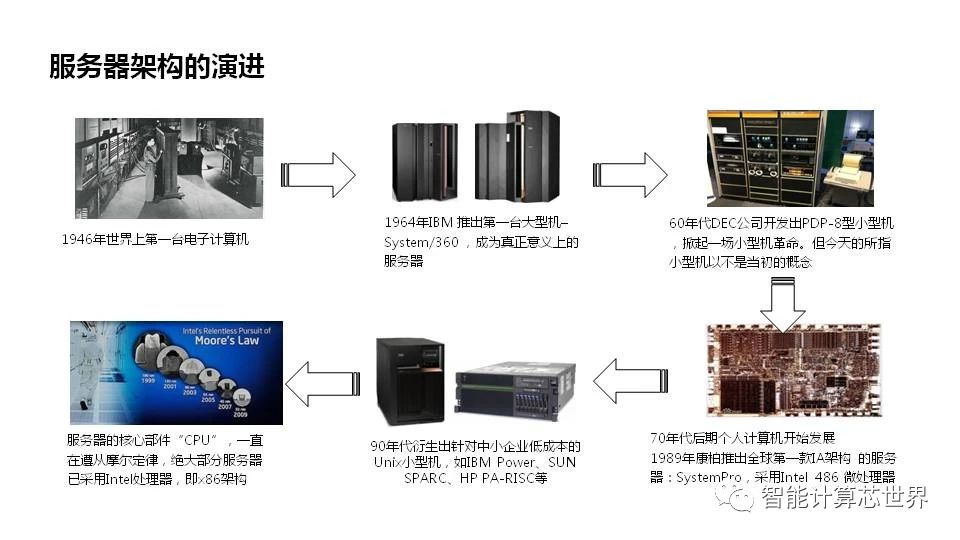 服务器架构的演进
1946年世界上第一台电子计算机
1964年IBM 推出第一台大型机–
System/360 ，成为真正意义上的
服务器
60年代DEC公司开发出PDP-8型小型机
，掀起一场小型机革命。但今天的所指
小型机以不是当初的概念
70年代后期个人计算机开始发展
1989年康柏推出全球第一款IA架构 的服务
器：SystemPro，采用Intel 486 微处理器
90年代衍生出针对中小企业低成本的
Unix小型机，如IBM Power、SUN
SPARC、HP PA-RISC等
Intel's Relentless Pursuit of
Moore's Law
1999
2001
2003
2005
2007
2009
服务器的核心部件“CPU”，一直
在遵从摩尔定律，绝大部分服务器
已采用Intel处理器，即x86架构
智能计算芯世界